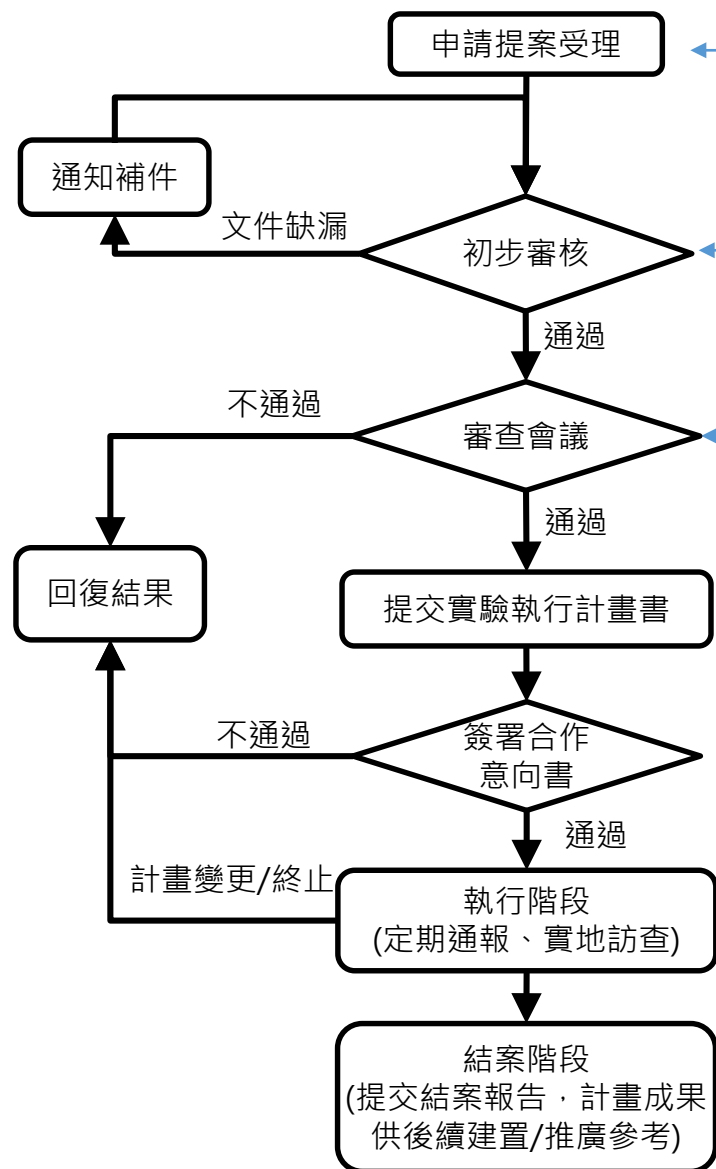 申請提案受理
通知補件
文件缺漏
初步審核
通過
不通過
審查會議
通過
回復結果
提交實驗執行計畫書
不通過
簽署合作
意向書
通過
計畫變更/終止
執行階段
(定期通報、實地訪查)
結案階段
(提交結案報告，計畫成果
供後續建置/推廣參考)